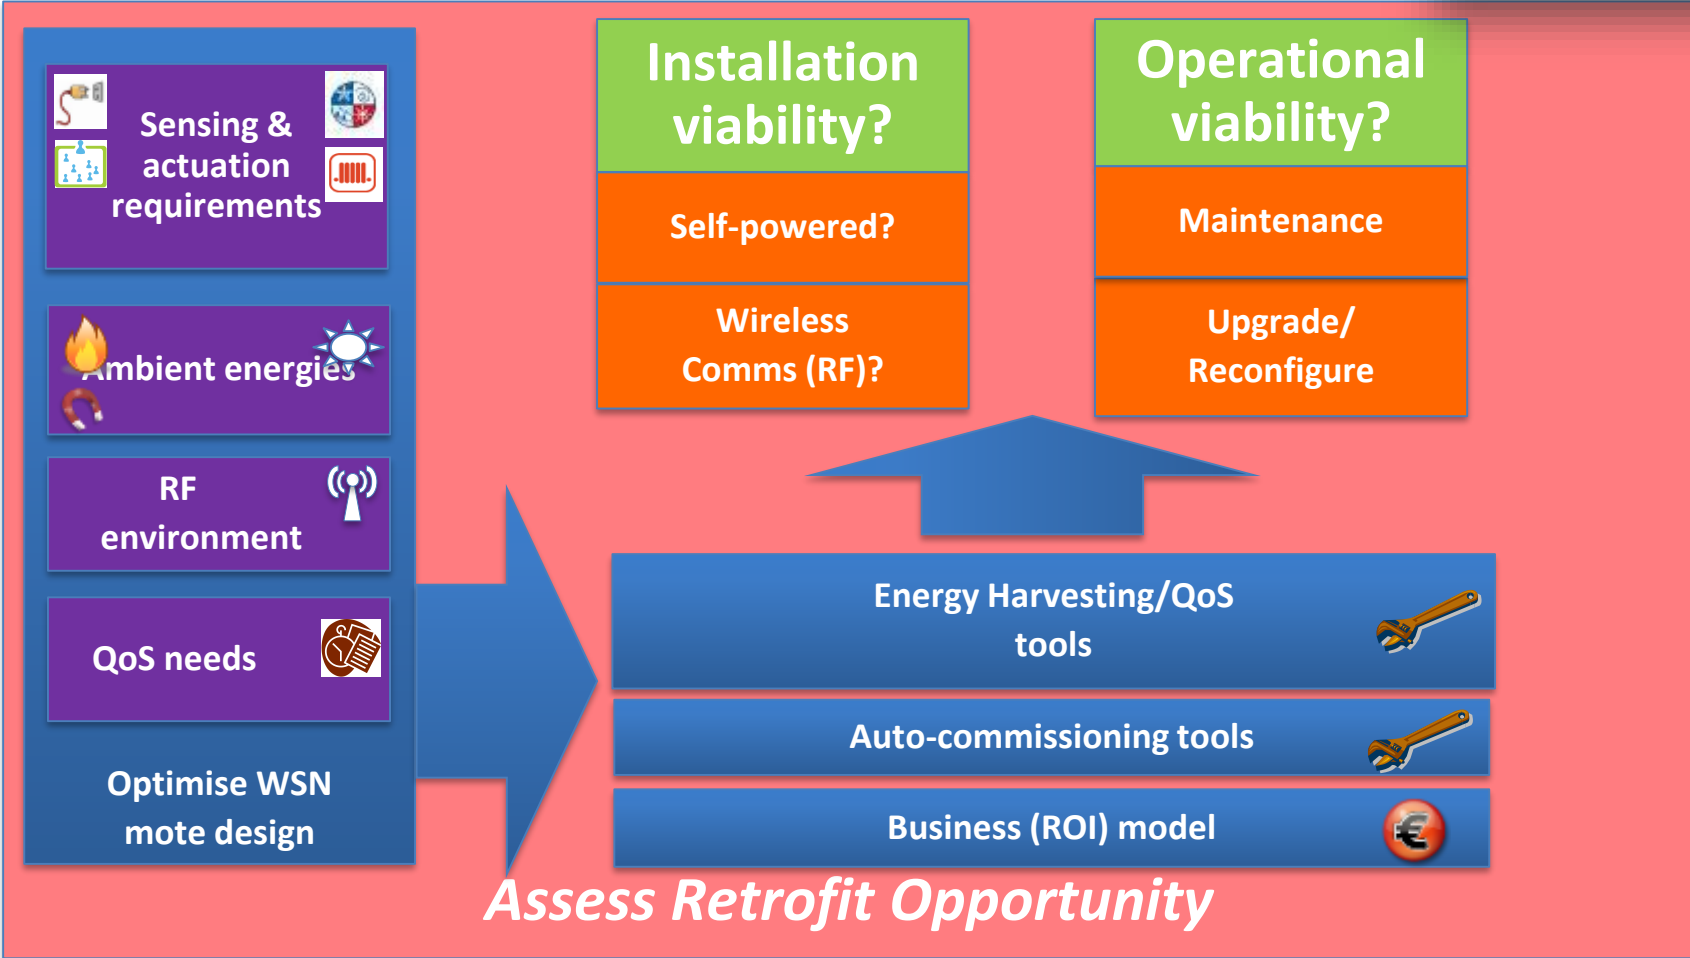 Sensing &
actuation
requirements
Ambient energies
RF
environment
QoS needs
Optimise WSN
mote design
Installation
viability?
Self-powered?
Wireless
Comms (RF)?
Operational
viability?
Maintenance
Upgrade/
Reconfigure
Energy Harvesting/QoS
tools
Auto-commissioning tools
Business (ROI) model
€
Assess Retrofit Opportunity